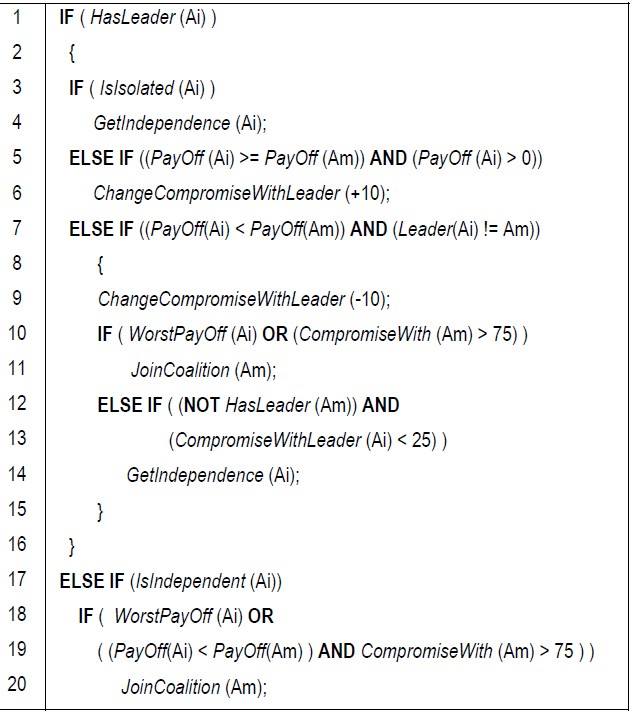 1 IF ( HasLeader (Ai) )
2 {
3 IF ( IsIsolated (Ai) )
4 GetIndependence (Ai);
5 ELSE IF ((PayOff (Ai) >= PayOff (Am)) AND (PayOff (Ai) > 0))
6 ChangeCompromiseWithLeader (+10);
7 ELSE IF ((PayOff(Ai) < PayOff(Am)) AND (Leader(Ai) != Am))
8 {
9 ChangeCompromiseWithLeader (-10);
10 IF ( WorstPayOff (Ai) OR (CompromiseWith (Am) > 75) )
11 JoinCoalition (Am);
12 ELSE IF ( (NOT HasLeader (Am)) AND
13 (CompromiseWithLeader (Ai) < 25) )
14 GetIndependence (Ai);
15 }
16 }
17 ELSE IF (IsIndependent (Ai))
18 IF ( WorstPayOff (Ai) OR
19 ( (PayOff(Ai) < PayOff(Am) ) AND CompromiseWith (Am) > 75 ) )
20 JoinCoalition (Am);